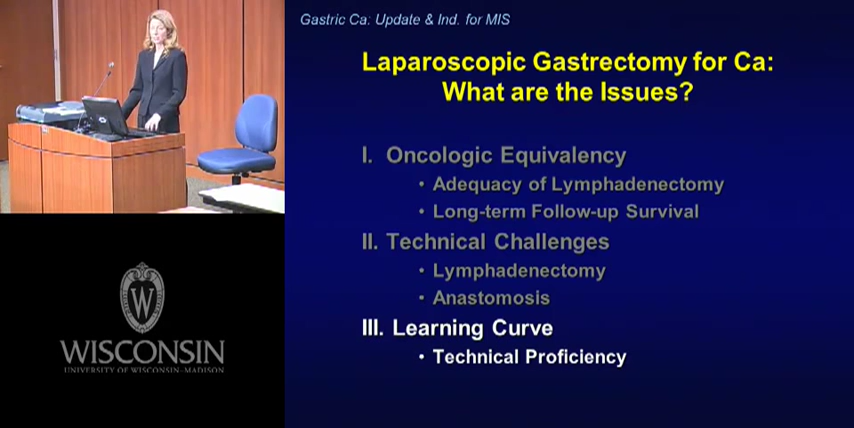 Gastric Ca: Update & Ind. for MIS
Laparoscopic Gastrectomy for Ca:
What are the Issues?
I. Oncologic Equivalency
• Adequacy of Lymphadenectomy
• Long-term Follow-up Survival
II. Technical Challenges
• Lymphadenectomy
• Anastomosis
III. Learning Curve
• Technical Proficiency
W
WISCONSIN
UNIVERSITY OF WISCONSIN–MADISON